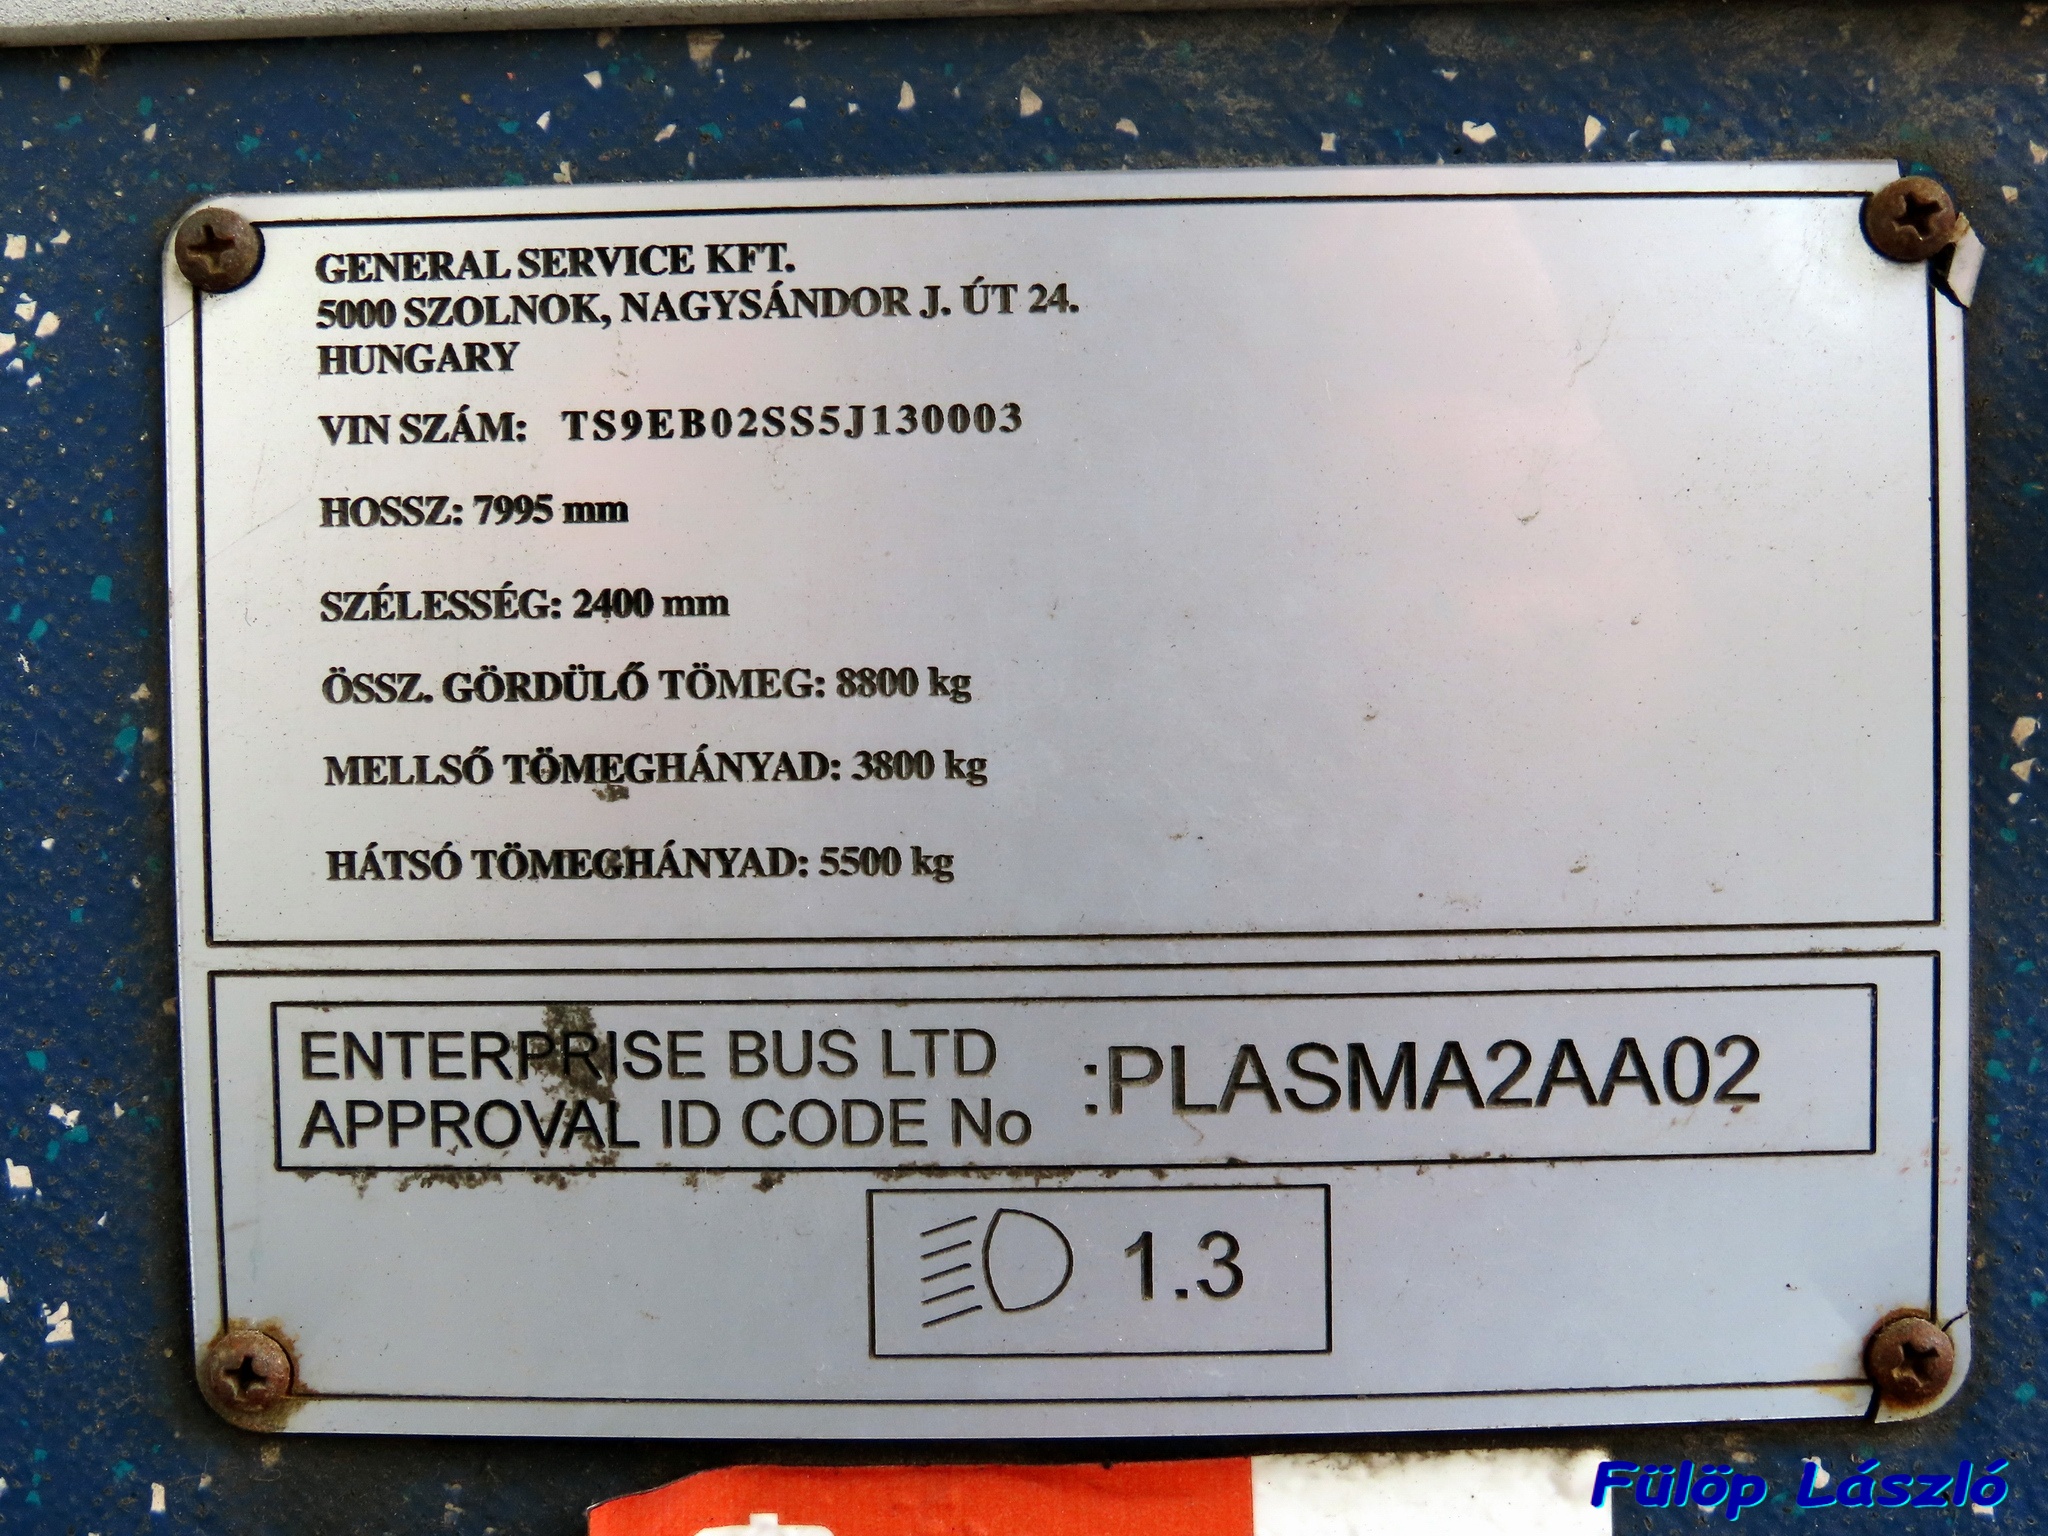 GENERAL SERVICE KFT.
5000 SZOLNOK, NAGYSÁNDOR J. ÚT 24.
HUNGARY
VIN SZÁM: TS9EB02SS5J130003
HOSSZ: 7995 mm
SZÉLESSÉG: 2400 mm
ÖSSZ. GÖRDÜLŐ TÖMEG: 8800 kg
MELLSŐ TÖMEGHÁNYAD: 3800 kg
HÁTSÓ TÖMEGHÁNYAD: 5500 kg
ENTERPRISE BUS LTD
APPROVAL ID CODE No :PLASMA2AA02
1.3
Fülöp László